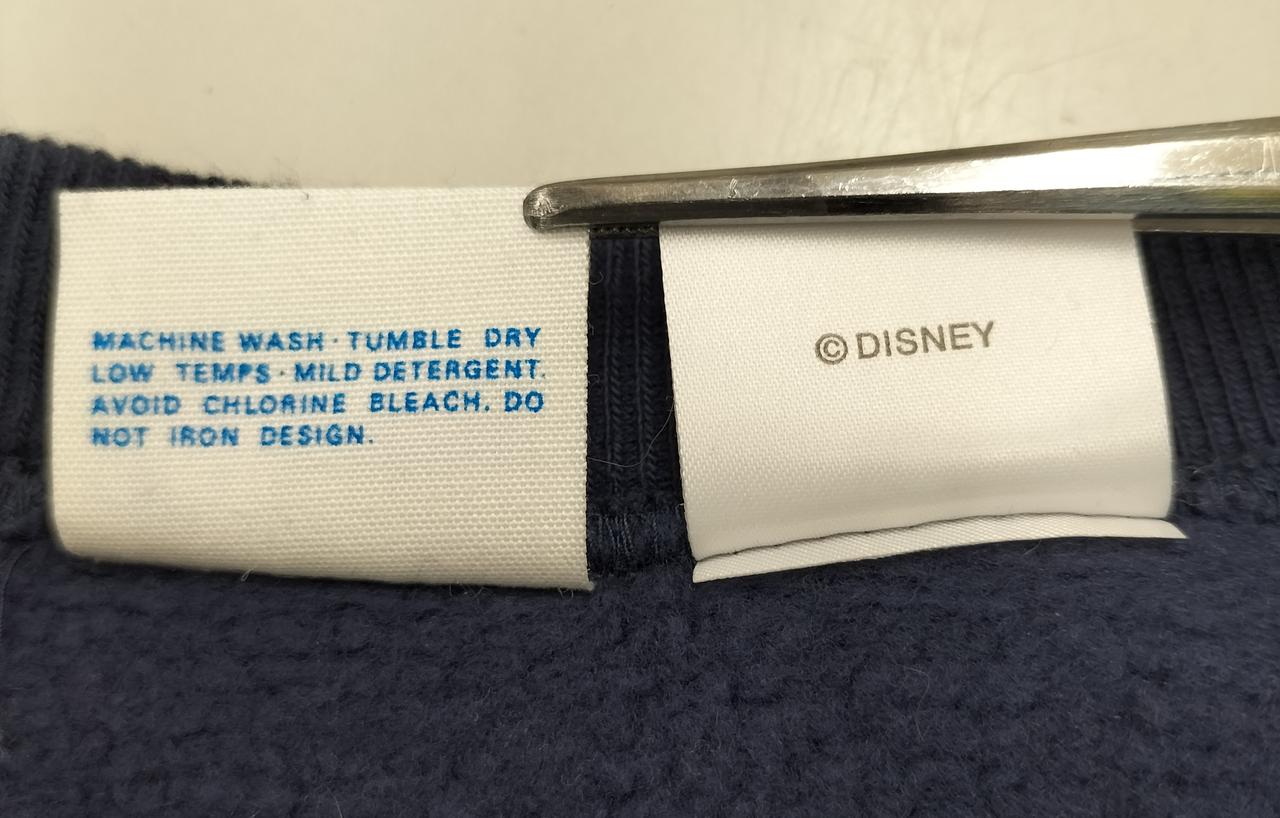 MACHINE WASH · TUMBLE DRY
LOW TEMPS · MILD DETERGENT.
AVOID CHLORINE BLEACH. DO
NOT IRON DESIGN.
© DISNEY